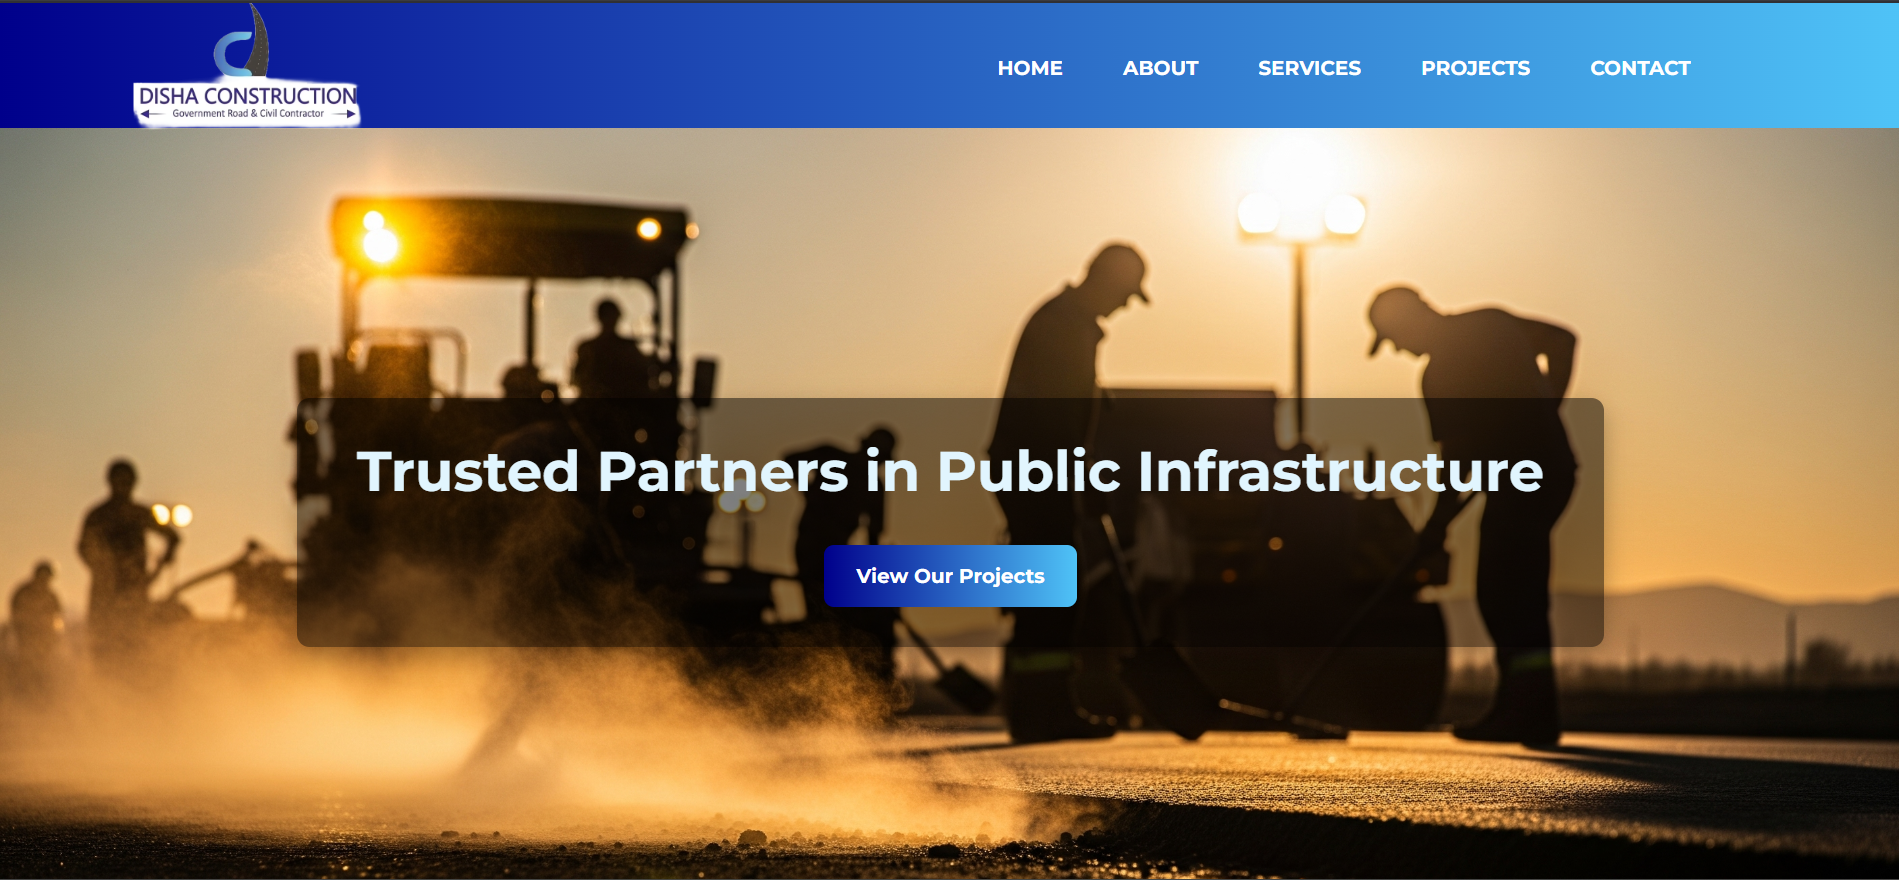 DISHA CONSTRUCTION
Government Road & Civil Contractor
HOME ABOUT SERVICES PROJECTS CONTACT
Trusted Partners in Public Infrastructure
View Our Projects